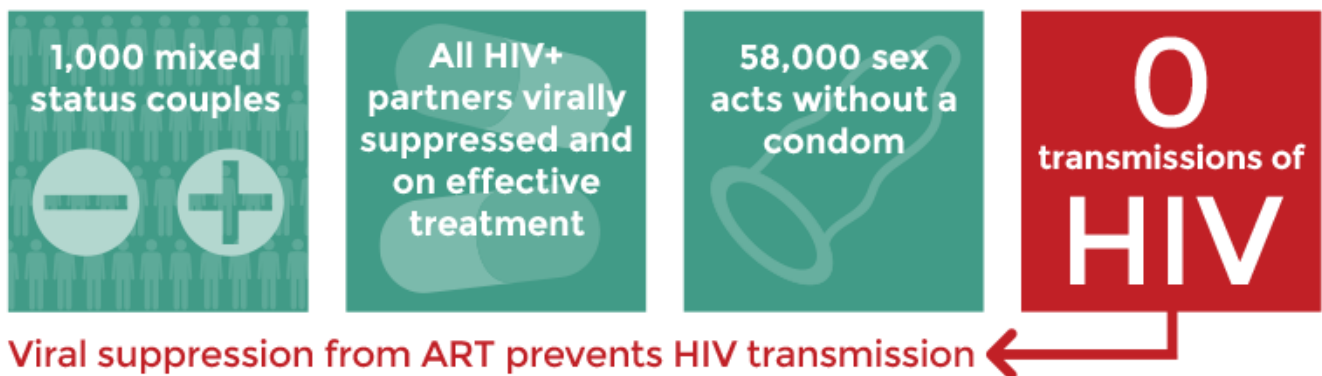 1,000 mixed
status couples
All HIV+
partners virally
suppressed and
on effective
treatment
58,000 sex
acts without a
condom
0
transmissions of
HIV
Viral suppression from ART prevents HIV transmission